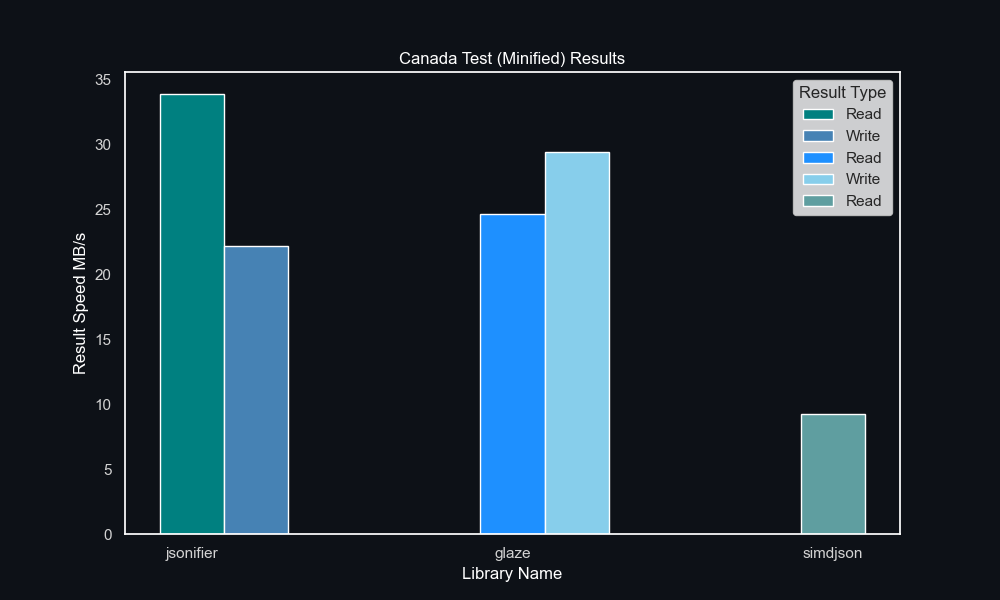 Canada Test (Minified) Results
Result Type
Read
Write
Read
Write
Read
Result Speed MB/s
35
30
25
20
15
10
5
0
jsonifier
glaze
simdjson
Library Name